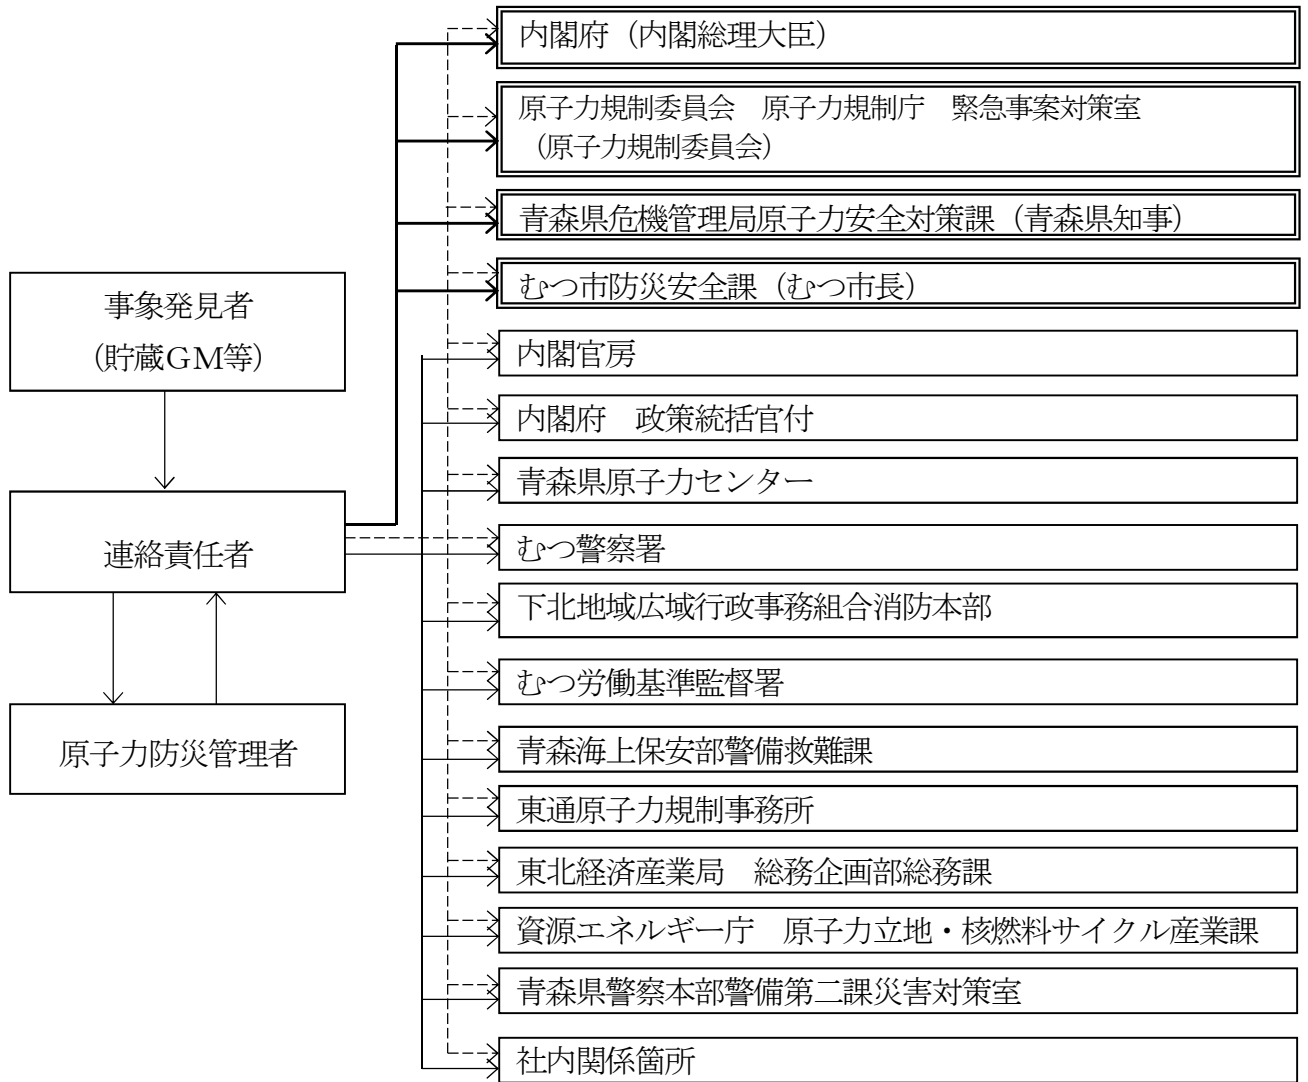 内閣府（内閣総理大臣）
原子力規制委員会　原子力規制庁　緊急事案対策室
（原子力規制委員会）
青森県危機管理局原子力安全対策課（青森県知事）
むつ市防災安全課（むつ市長）
事象発見者
（貯蔵ＧＭ等）
内閣官房
内閣府　政策統括官付
青森県原子力センター
連絡責任者
むつ警察署
下北地域広域行政事務組合消防本部
むつ労働基準監督署
原子力防災管理者
青森海上保安部警備救難課
東通原子力規制事務所
東北経済産業局　総務企画部総務課
資源エネルギー庁　原子力立地・核燃料サイクル産業課
青森県警察本部警備第二課災害対策室
社内関係箇所